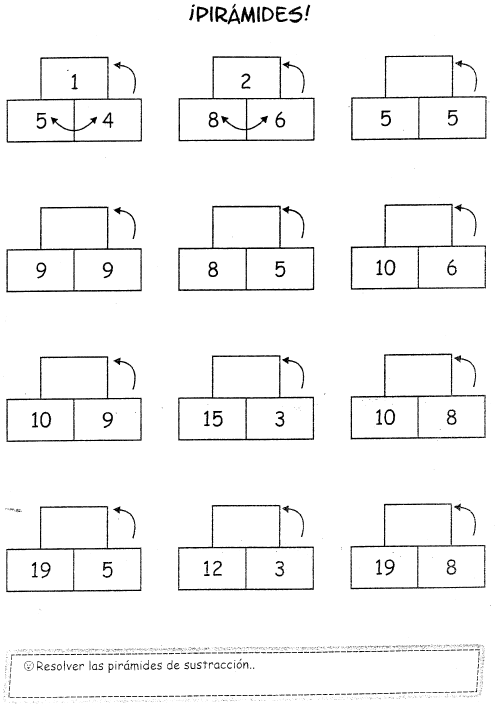 ¡PIRÁMIDES!
1 2
5 4 8 6 5 5
9 9 8 5 10 6
10 9 15 3 10 8
19 5 12 3 19 8
Resolver las pirámides de sustracción..